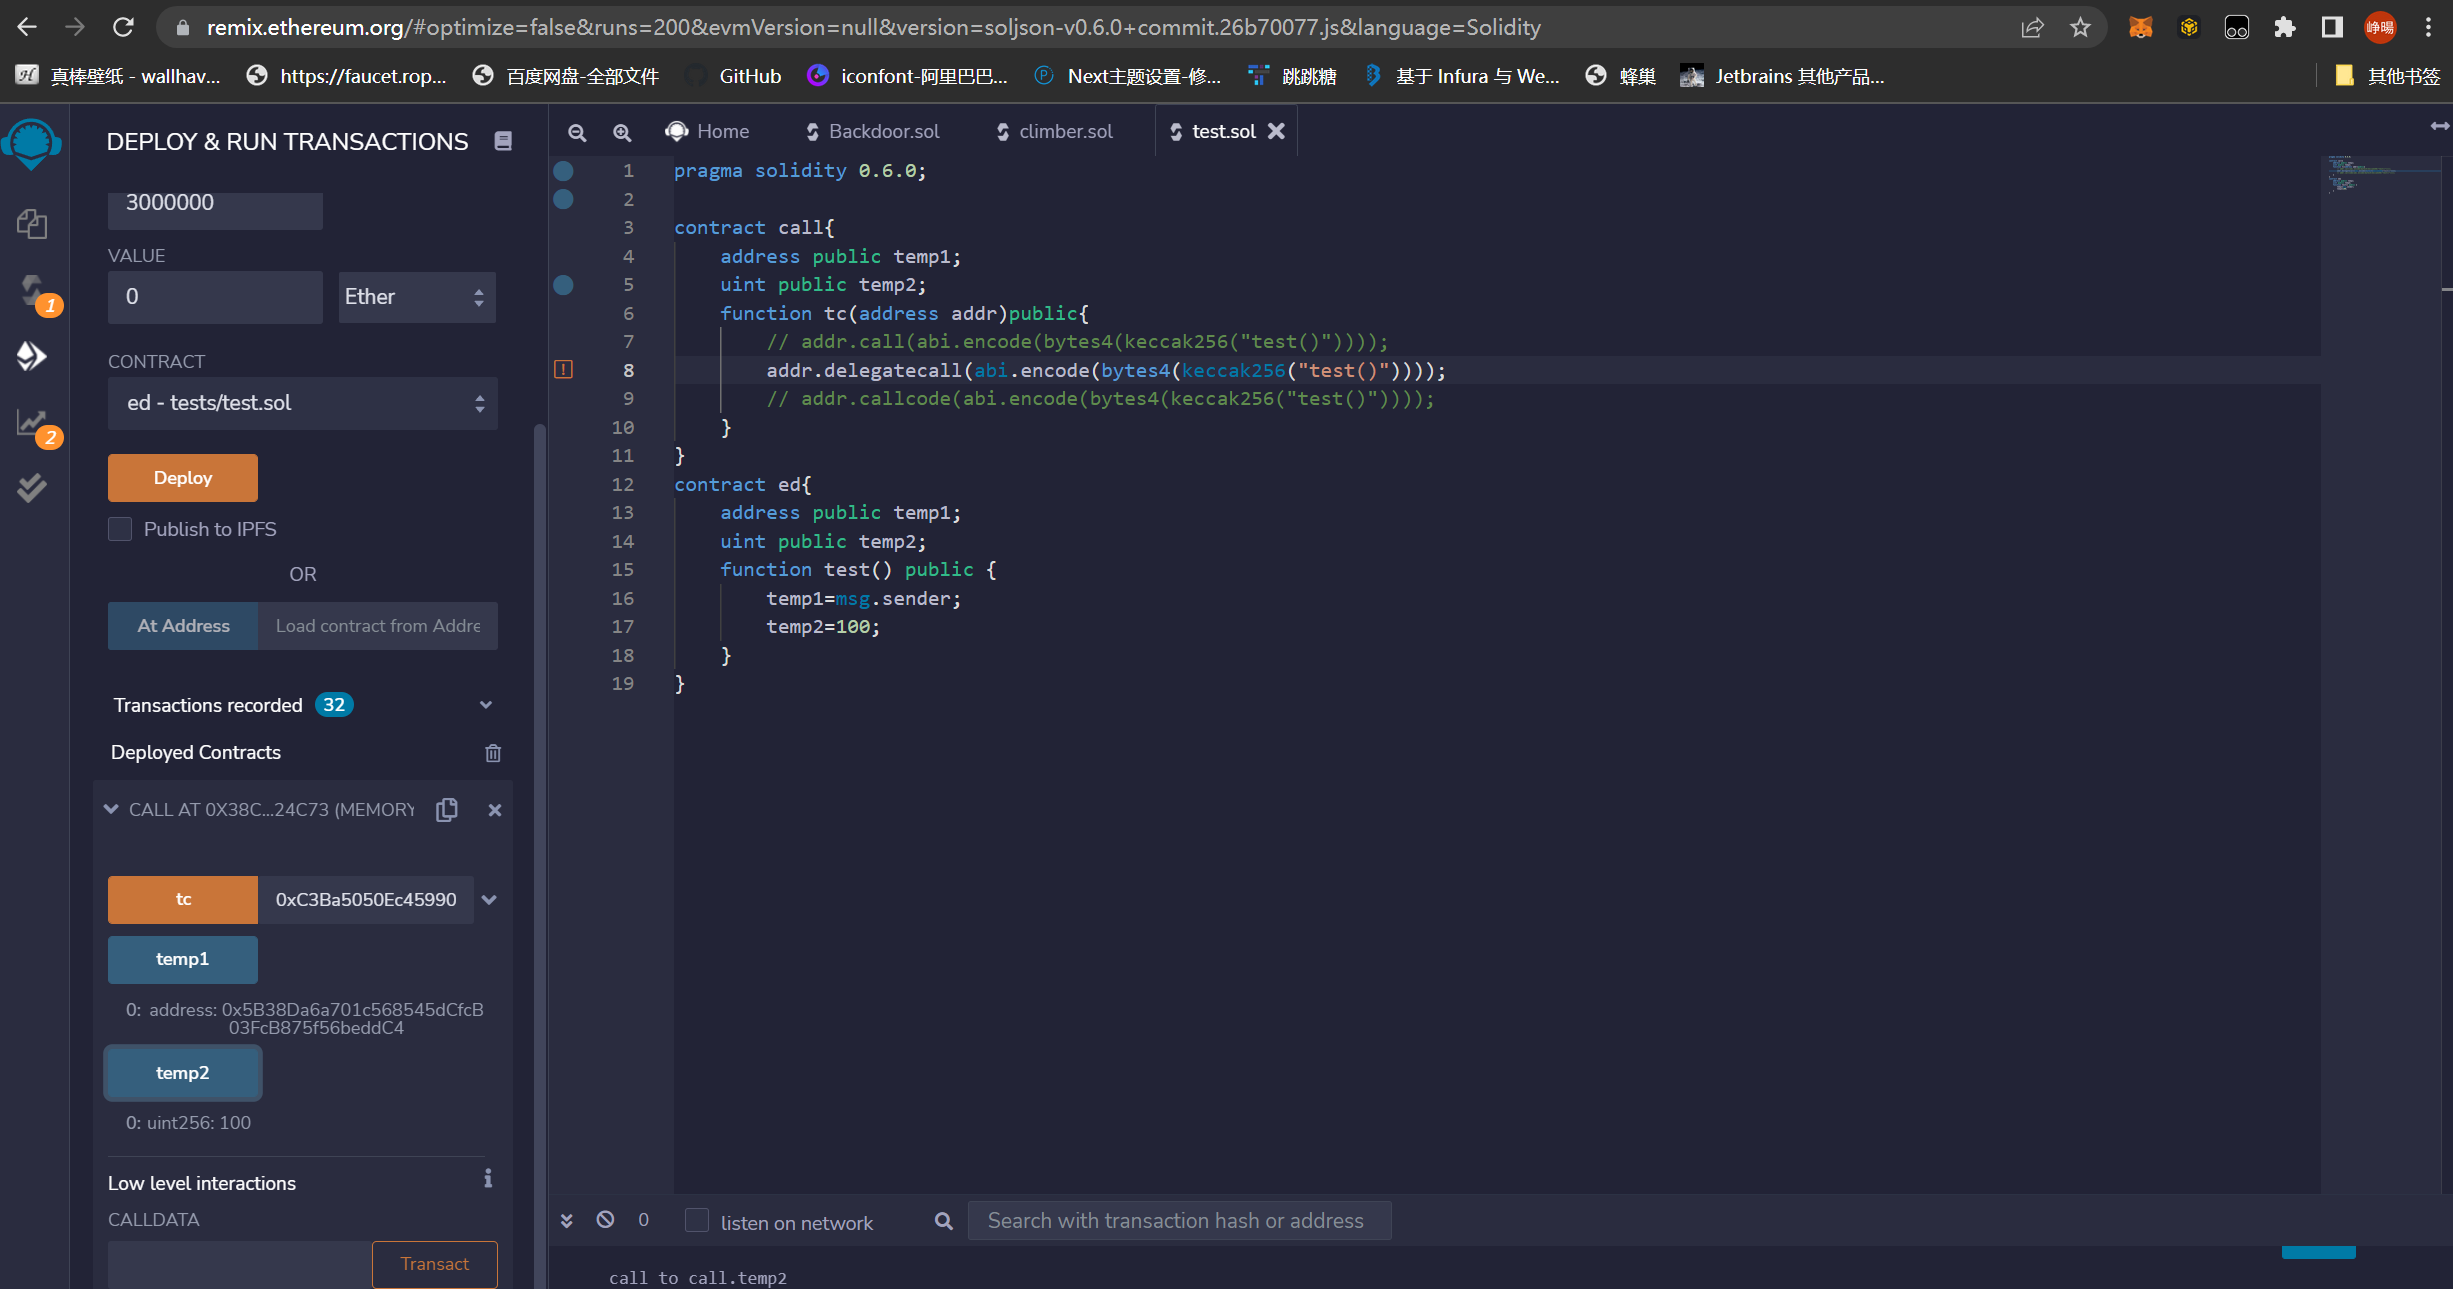 remix.ethereum.org/#optimize=false&runs=200&evmVersion=null&version=soljson-v0.6.0+commit.26b70077.js&language=Solidity
峥暘
真棒壁纸 - wallhav...
https://faucet.rop...
百度网盘-全部文件
GitHub
iconfont-阿里巴巴...
Next主题设置-修...
跳跳糖
基于 Infura 与 We...
蜂巢
Jetbrains 其他产品...
其他书签
DEPLOY & RUN TRANSACTIONS
3000000
VALUE
0
Ether
CONTRACT
ed - tests/test.sol
Deploy
Publish to IPFS
OR
At Address
Load contract from Addre
Transactions recorded 32
Deployed Contracts
CALL AT 0X38C...24C73 (MEMORY
tc
0xC3Ba5050Ec45990
temp1
0: address: 0x5B38Da6a701c568545dCfcB
03FcB875f56beddC4
temp2
0: uint256: 100
Low level interactions
CALLDATA
Transact
1
2
Home
Backdoor.sol
climber.sol
test.sol
1 pragma solidity 0.6.0;
2
3 contract call{
4 address public temp1;
5 uint public temp2;
6 function tc(address addr)public{
7 // addr.call(abi.encode(bytes4(keccak256("test()"))));
8 addr.delegatecall(abi.encode(bytes4(keccak256("test()"))));
9 // addr.callcode(abi.encode(bytes4(keccak256("test()"))));
10 }
11 }
12 contract ed{
13 address public temp1;
14 uint public temp2;
15 function test() public {
16 temp1=msg.sender;
17 temp2=100;
18 }
19 }
0
listen on network
Search with transaction hash or address
call to call.temp2